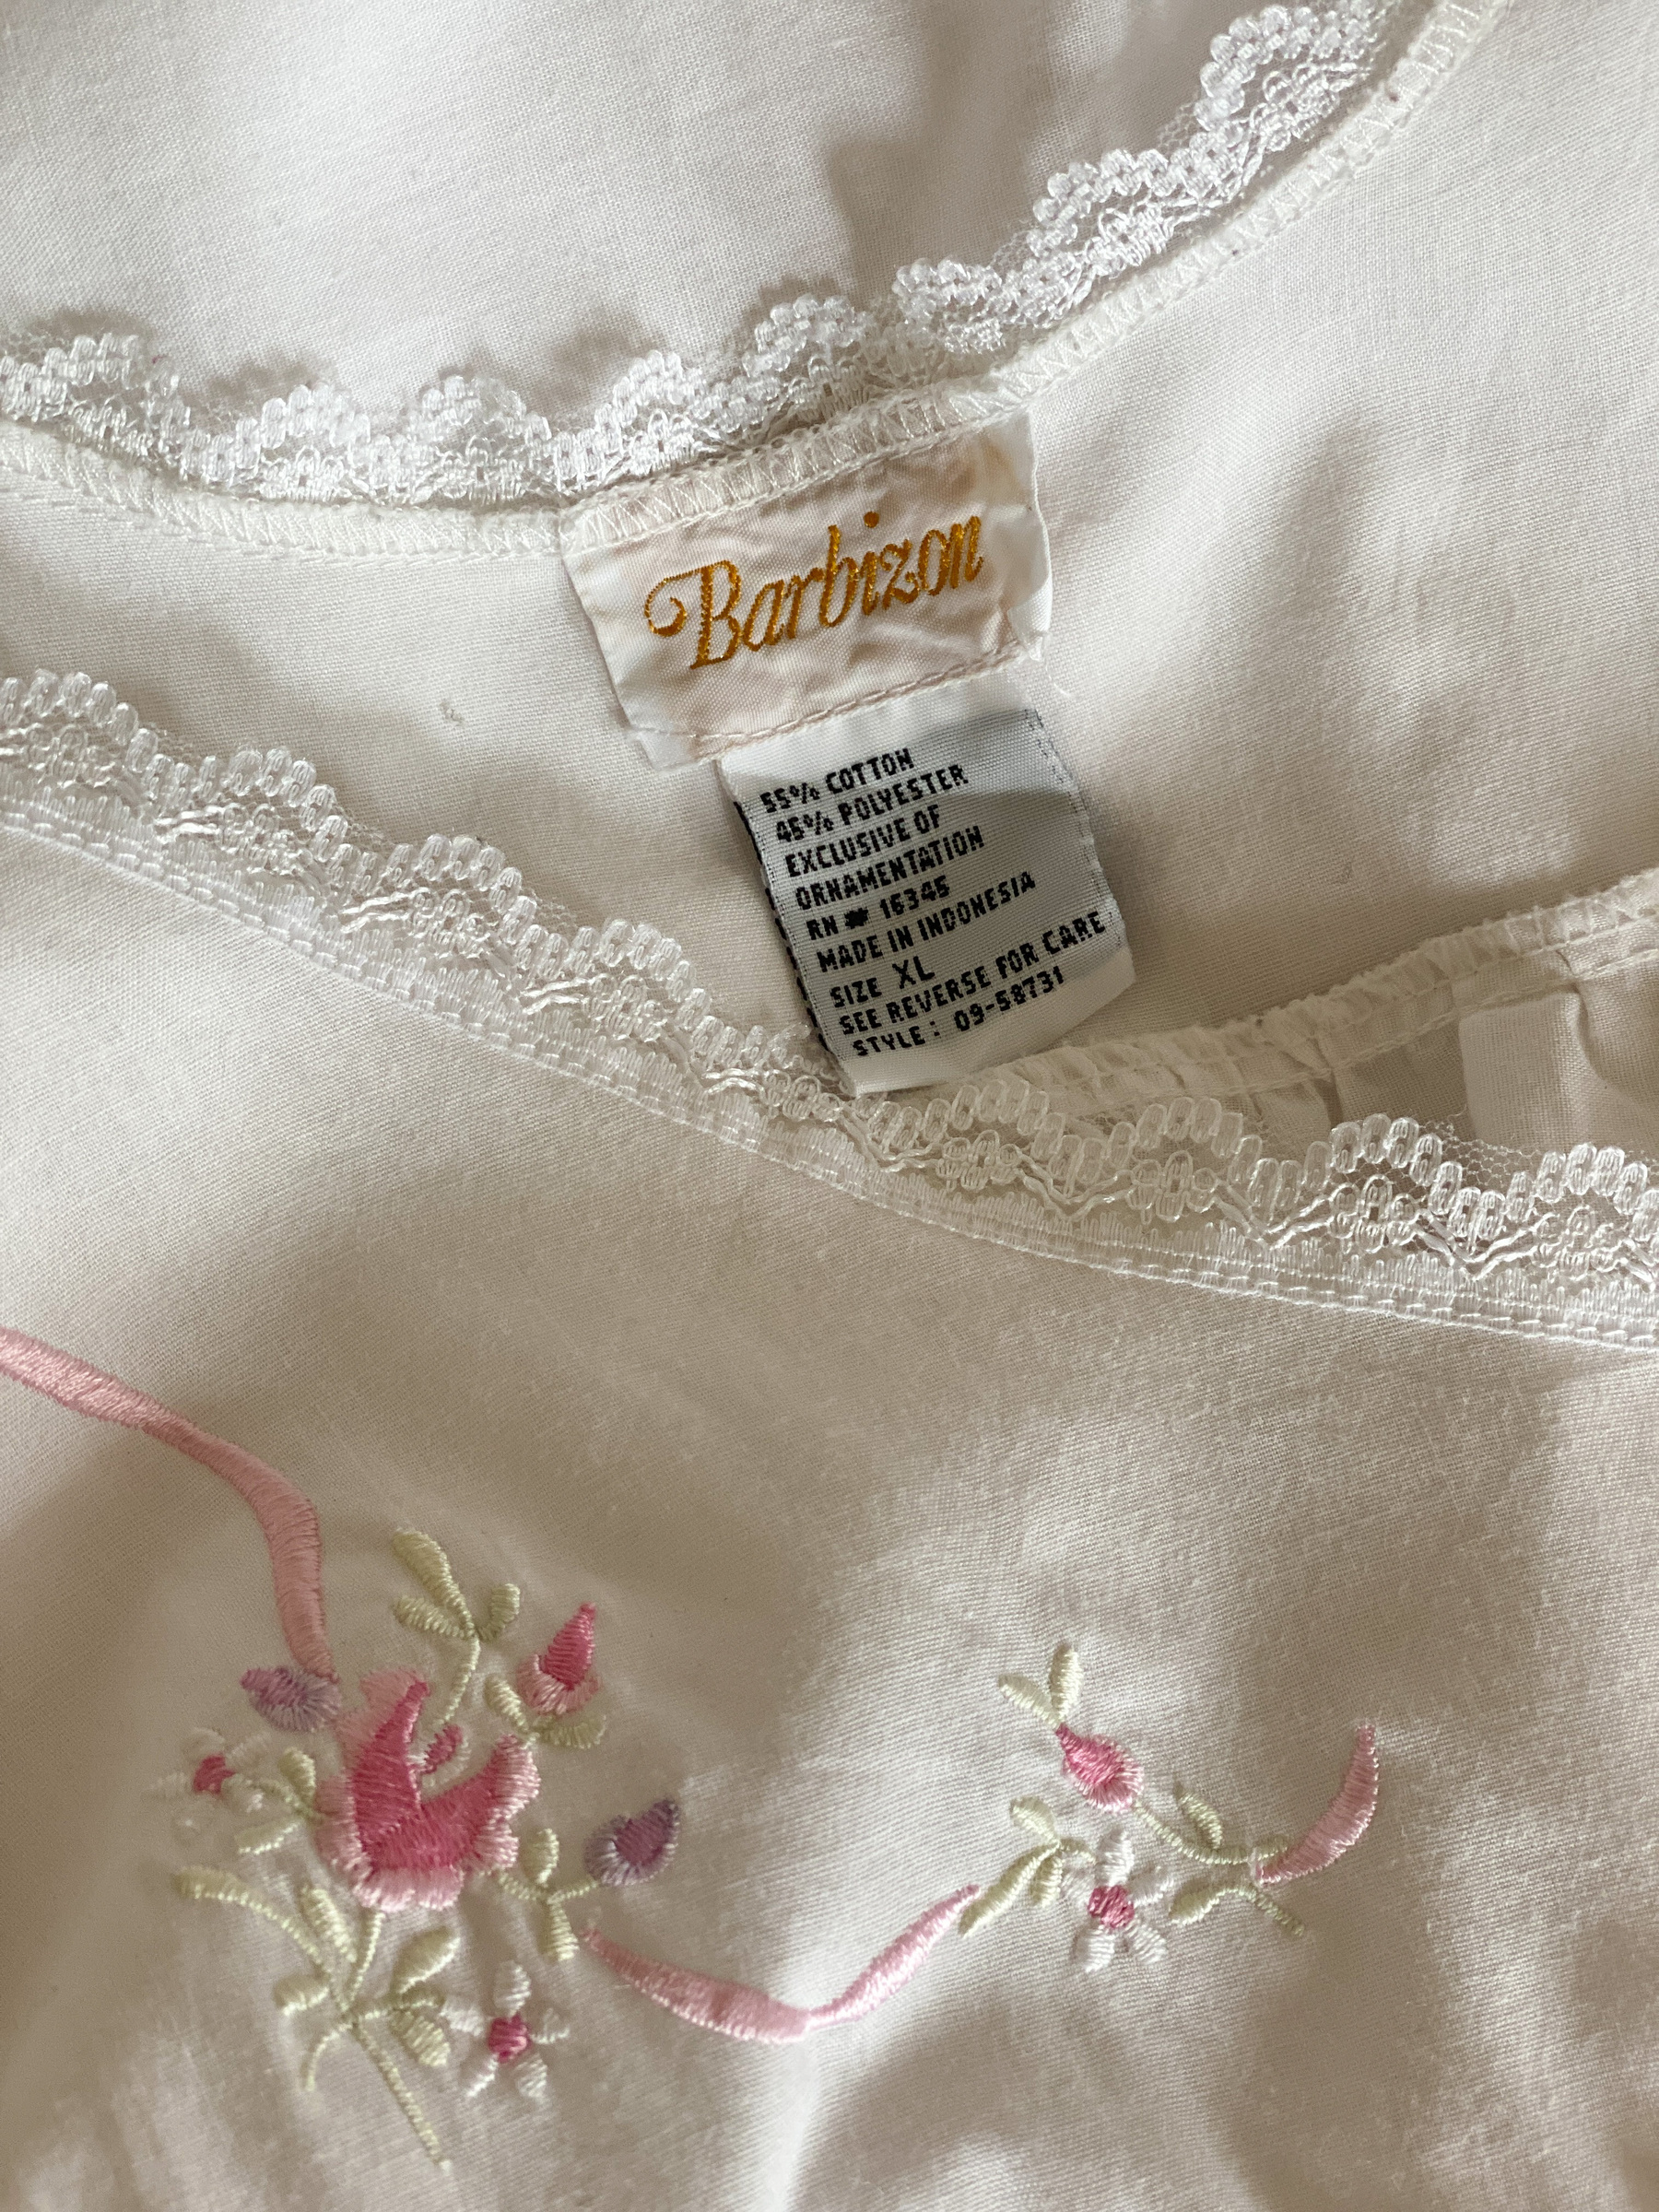 Barbizon
55% COTTON
45% POLYESTER
EXCLUSIVE OF
ORNAMENTATION
RN # 16345
MADE IN INDONESIA
SIZE XL
SEE REVERSE FOR CARE
STYLE : 09-58731